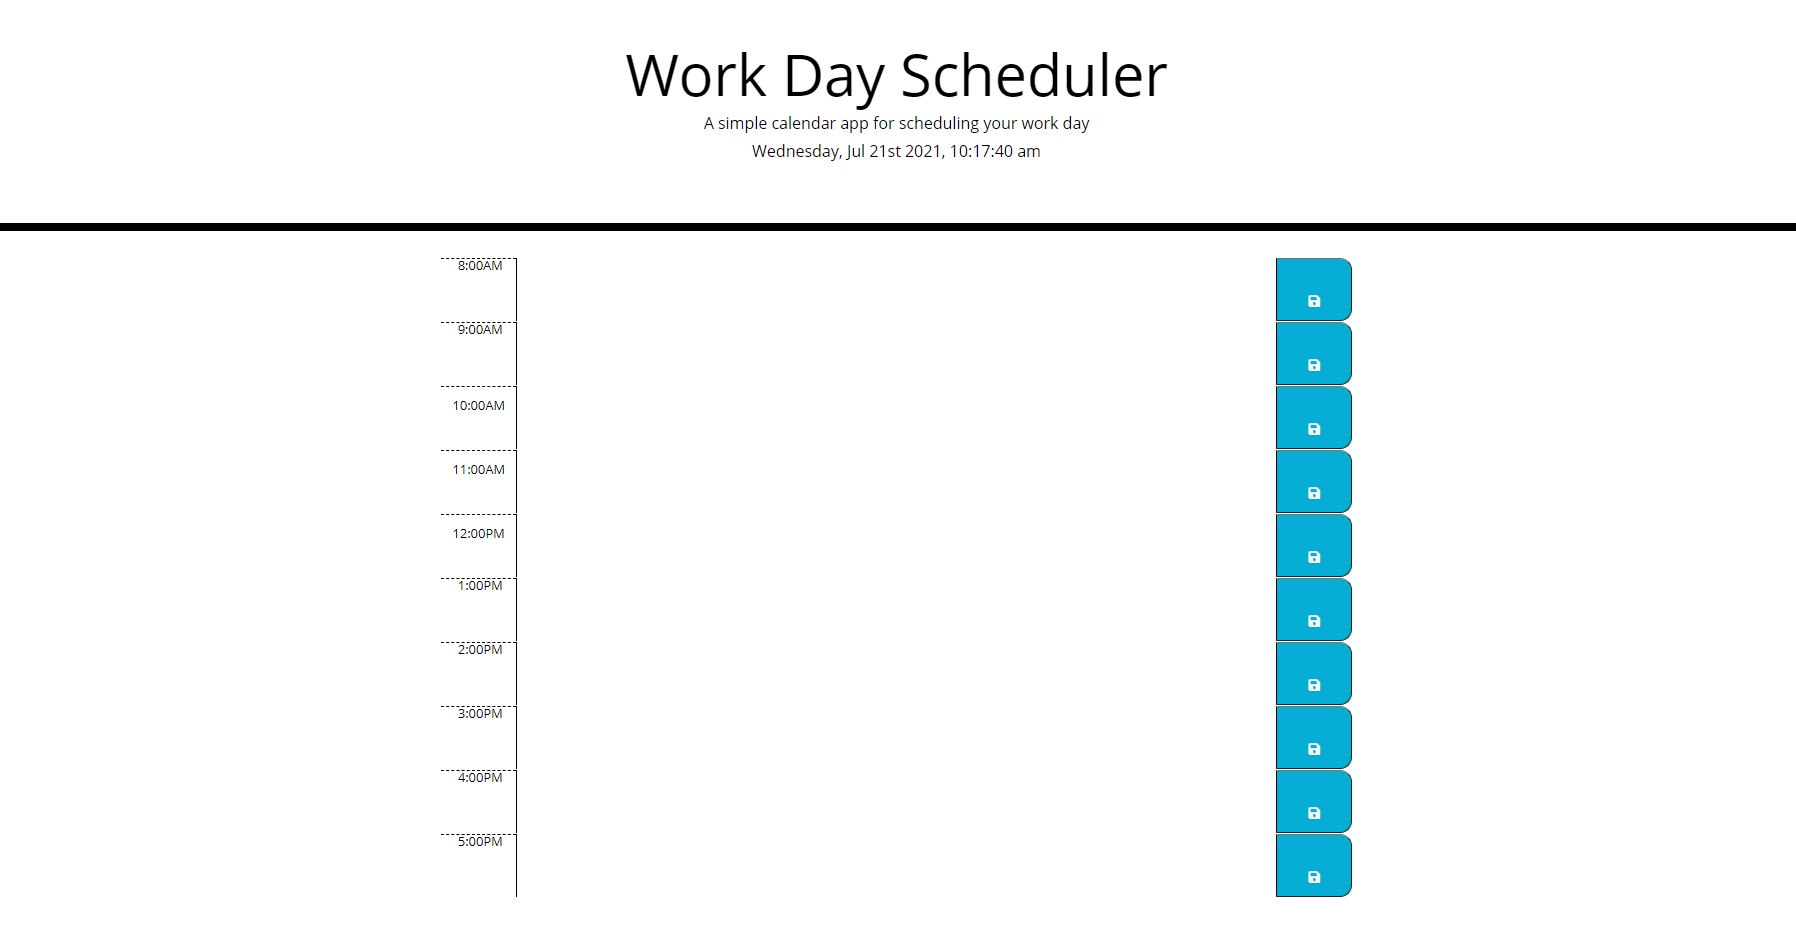 Work Day Scheduler
A simple calendar app for scheduling your work day
Wednesday, Jul 21st 2021, 10:17:40 am
8:00AM
9:00AM
10:00AM
11:00AM
12:00PM
1:00PM
2:00PM
3:00PM
4:00PM
5:00PM